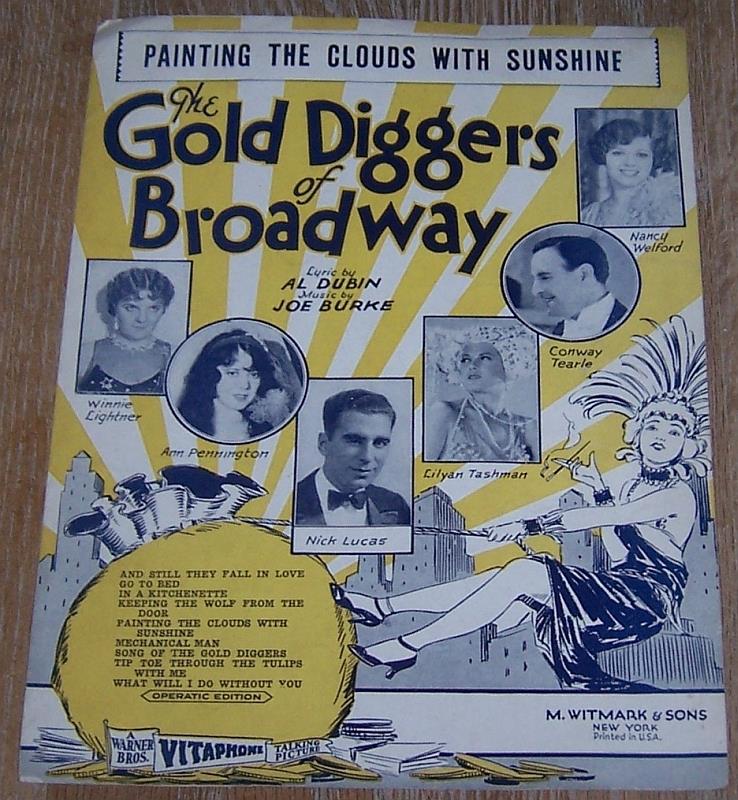 PAINTING THE CLOUDS WITH SUNSHINE
The
Gold Diggers
of
Broadway
Lyric by
AL DUBIN
Music by
JOE BURKE
Nancy
Welford
Conway
Tearle
Winnie
Lightner
Ann Pennington
Lilyan Tashman
Nick Lucas
AND STILL THEY FALL IN LOVE
GO TO BED
IN A KITCHENETTE
KEEPING THE WOLF FROM THE
DOOR
PAINTING THE CLOUDS WITH
SUNSHINE
MECHANICAL MAN
SONG OF THE GOLD DIGGERS
TIP TOE THROUGH THE TULIPS
WITH ME
WHAT WILL I DO WITHOUT YOU
OPERATIC EDITION
A
WARNER
BROS.
VITAPHONE
TALKING
PICTURE
M. WITMARK & SONS
NEW YORK
Printed in U.S.A.